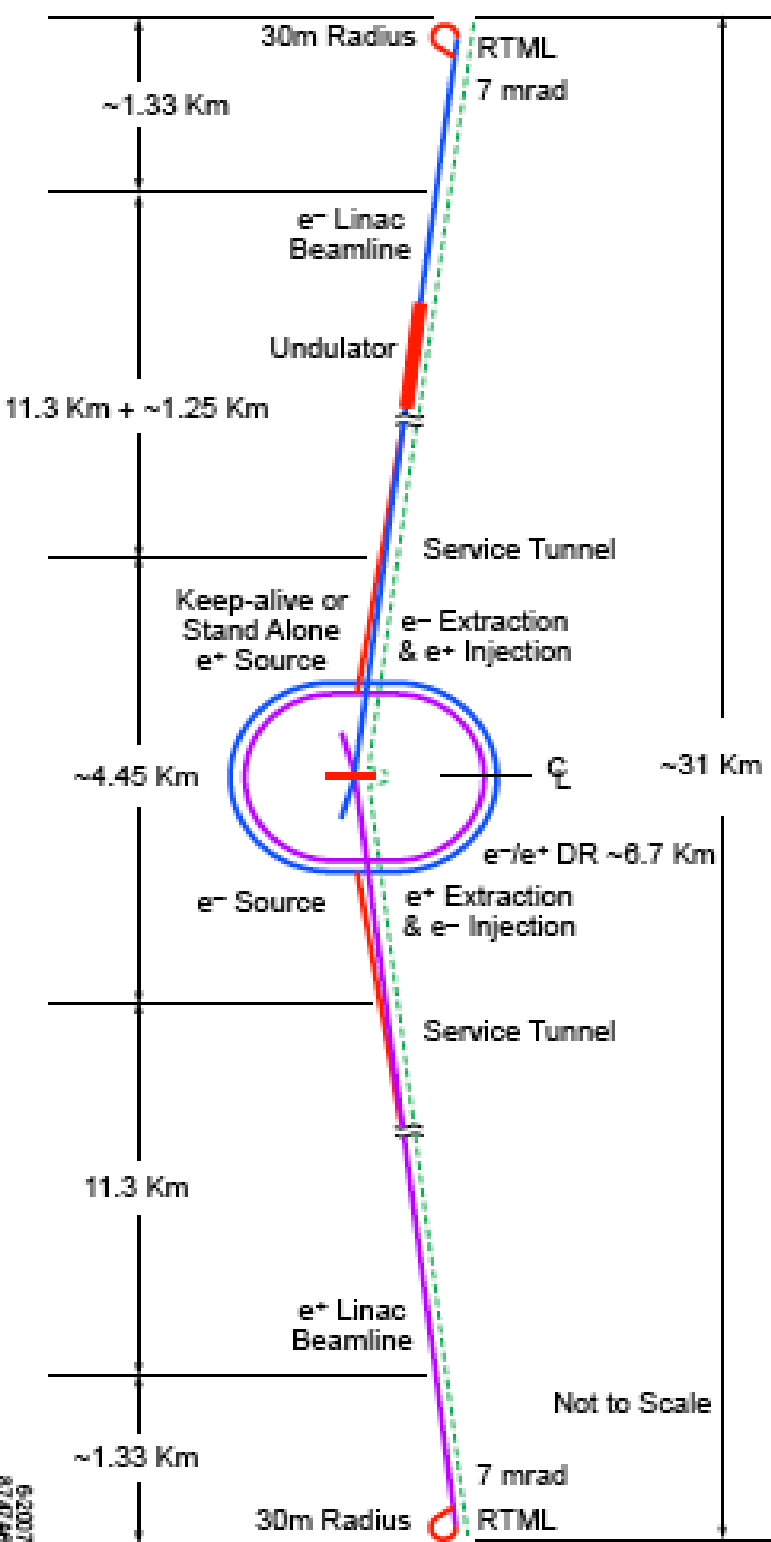 30m Radius
RTML
7 mrad
~1.33 Km
e– Linac
Beamline
Undulator
11.3 Km + ~1.25 Km
Service Tunnel
Keep-alive or
Stand Alone
e+ Source
e– Extraction
& e+ Injection
~4.45 Km
℄
~31 Km
e–/e+ DR ~6.7 Km
e– Source
e+ Extraction
& e– Injection
Service Tunnel
11.3 Km
e+ Linac
Beamline
Not to Scale
~1.33 Km
7 mrad
30m Radius
RTML
6-2007